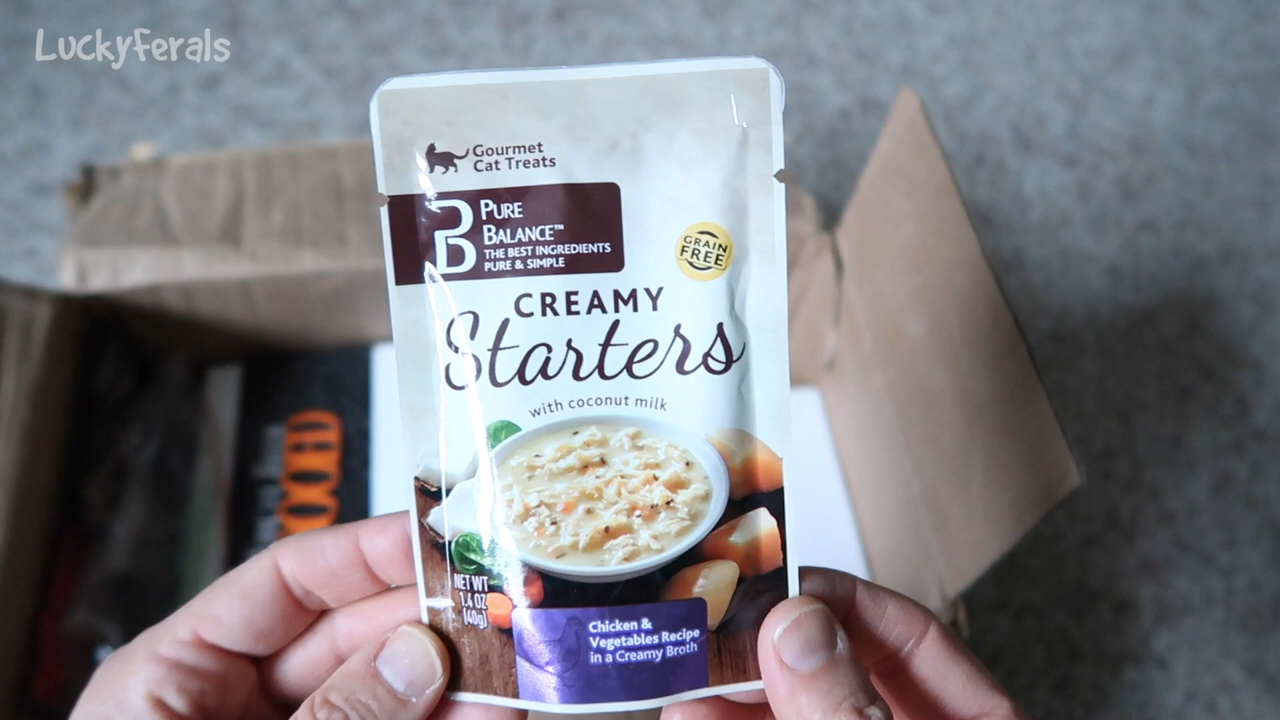 LuckyFerals
Gourmet
Cat Treats
B
PURE
BALANCE™
THE BEST INGREDIENTS
PURE & SIMPLE
GRAIN
FREE
CREAMY
Starters
with coconut milk
NET WT
1.4 OZ
(40g)
Chicken &
Vegetables Recipe
in a Creamy Broth